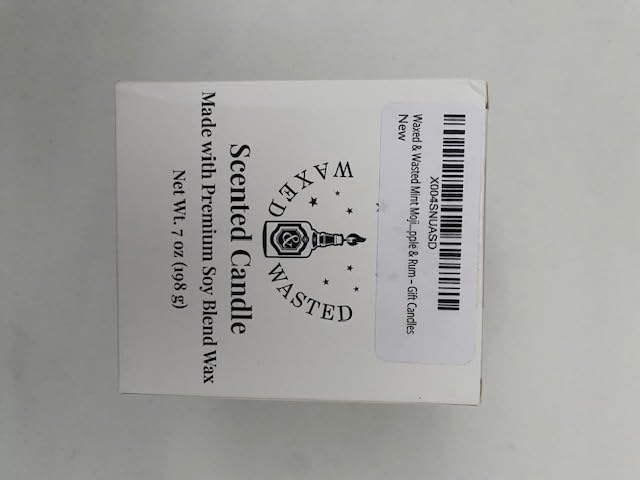 X004SNUASD
Waxed & Wasted Mint Moji...pple & Rum - Gift Candles
New
WAXED
&
WASTED
Scented Candle
Made with Premium Soy Blend Wax
Net Wt. 7 oz (198 g)